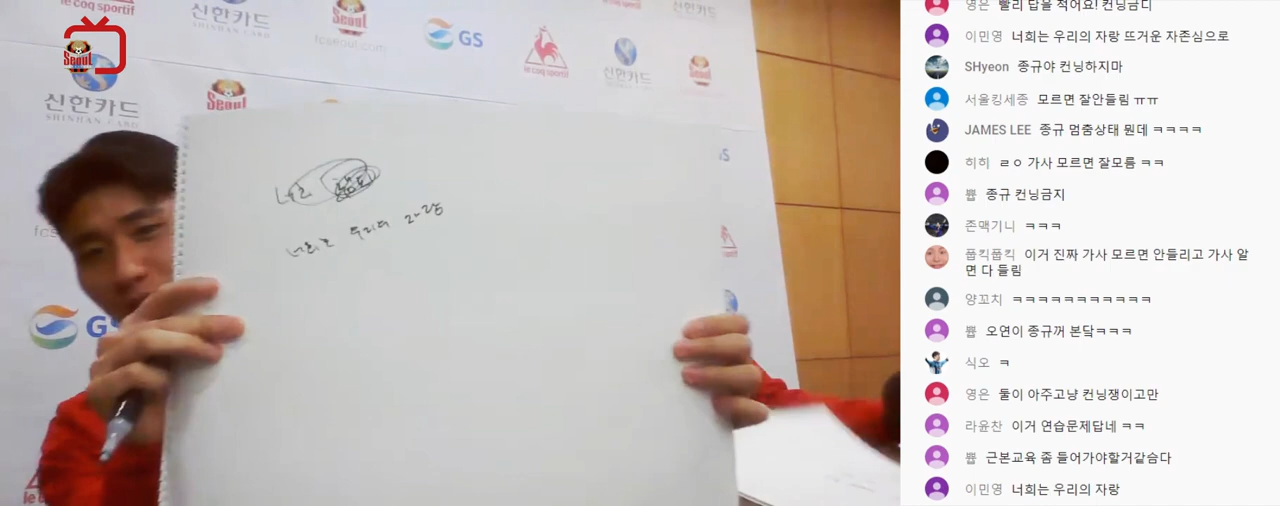 le coq sportif
신한카드
SHINHAN CARD
Seoul
fcseoul.com
GS
le coq sportif
신한카드
Seoul
신한카드
Seoul
신한카드
SHINHAN CARD
Seoul
너희는 우리의 자랑
GS
영은 빨리 답을 적어요! 컨닝금디
이민영 너희는 우리의 자랑 뜨거운 자존심으로
SHyeon 종규야 컨닝하지마
서울킹세종 모르면 잘안들림 ㅠㅠ
JAMES LEE 종규 멈춤상태 뭔데 ㅋㅋㅋㅋ
히히 ㄹㅇ 가사 모르면 잘모름 ㅋㅋ
쁩 종규 컨닝금지
존맥기니 ㅋㅋㅋ
풉킥풉킥 이거 진짜 가사 모르면 안들리고 가사 알
면 다 들림
양꼬치 ㅋㅋㅋㅋㅋㅋㅋㅋㅋㅋㅋ
쁩 오연이 종규꺼 본닼ㅋㅋㅋ
식오 ㅋ
영은 둘이 아주고냥 컨닝쟁이고만
라윤찬 이거 연습문제답네 ㅋㅋ
쁩 근본교육 좀 들어가야할거같슴다
이민영 너희는 우리의 자랑